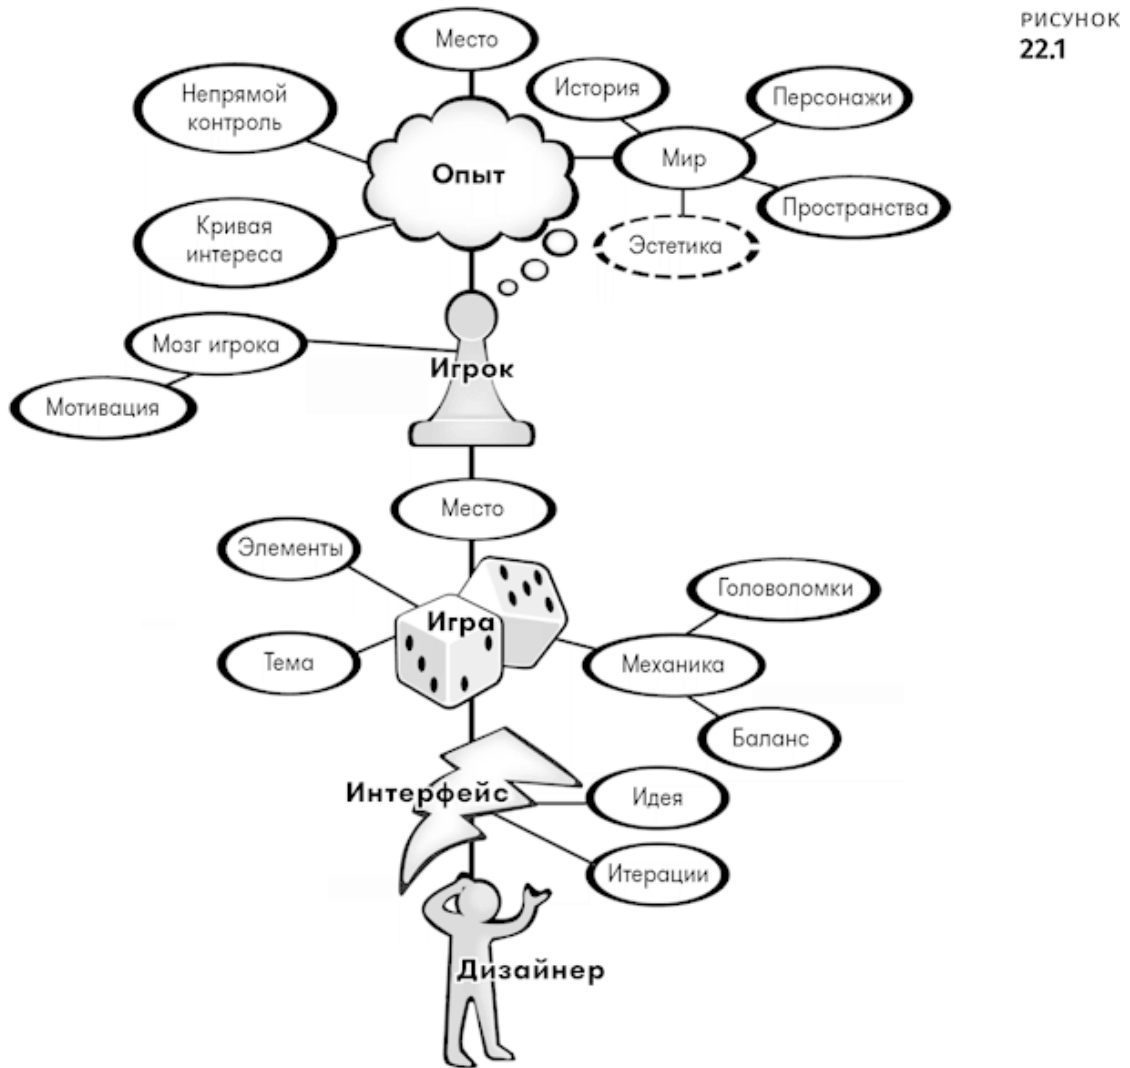 РИСУНОК
22.1
Место
История
Персонажи
Непрямой
контроль
Мир
Опыт
Пространства
Кривая
интереса
Эстетика
Мозг игрока
Игрок
Мотивация
Место
Элементы
Головоломки
Игра
Тема
Механика
Баланс
Интерфейс
Идея
Итерации
Дизайнер